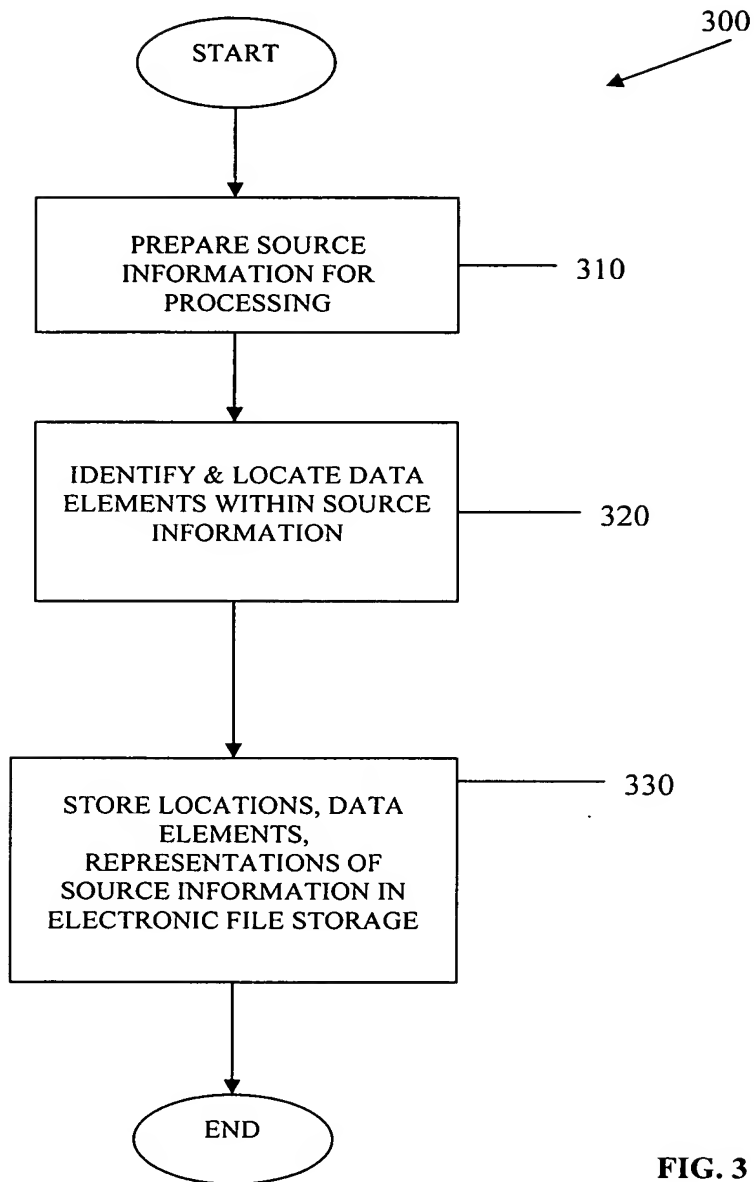 300
START
PREPARE SOURCE
INFORMATION FOR
PROCESSING
310
IDENTIFY & LOCATE DATA
ELEMENTS WITHIN SOURCE
INFORMATION
320
STORE LOCATIONS, DATA
ELEMENTS,
REPRESENTATIONS OF
SOURCE INFORMATION IN
ELECTRONIC FILE STORAGE
330
END
FIG. 3